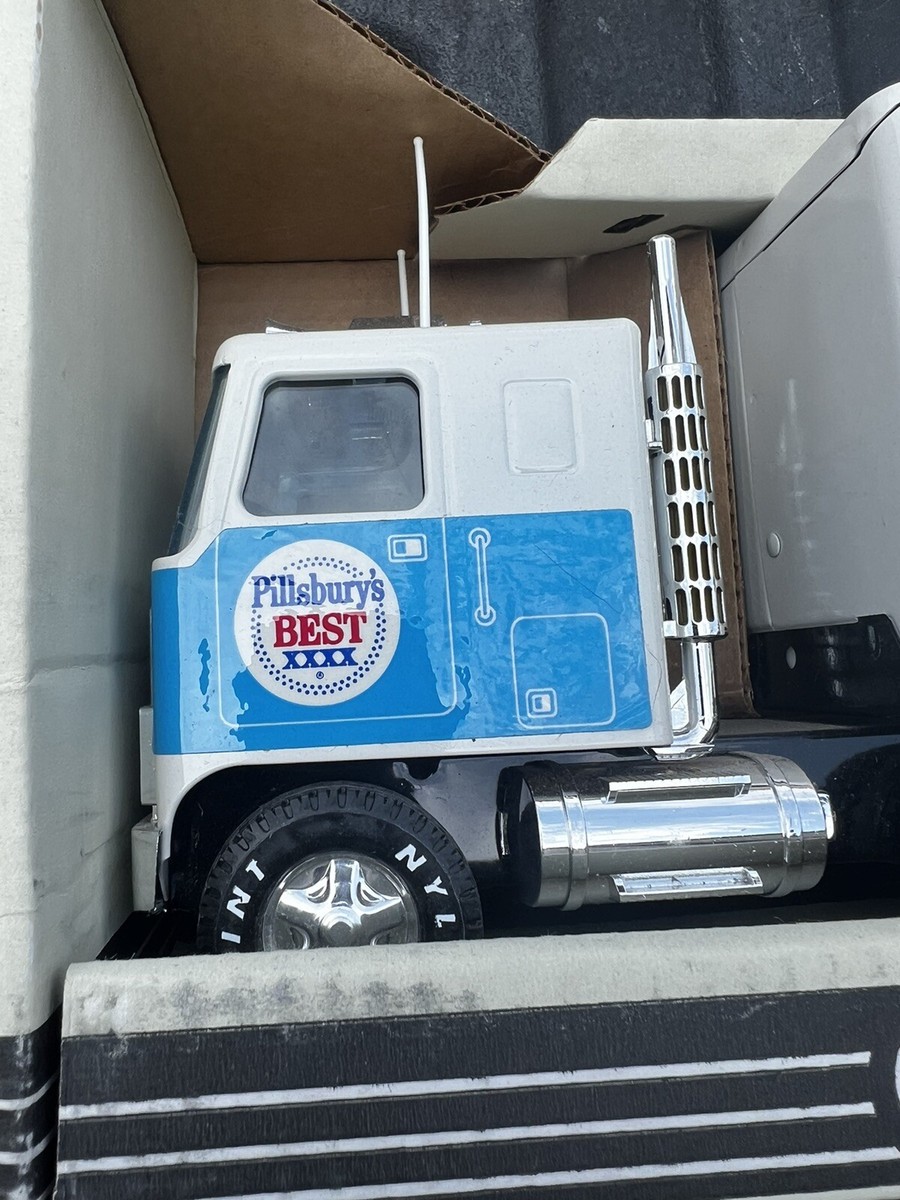 Pillsbury's
BEST
XXXX
®
INT
NYL